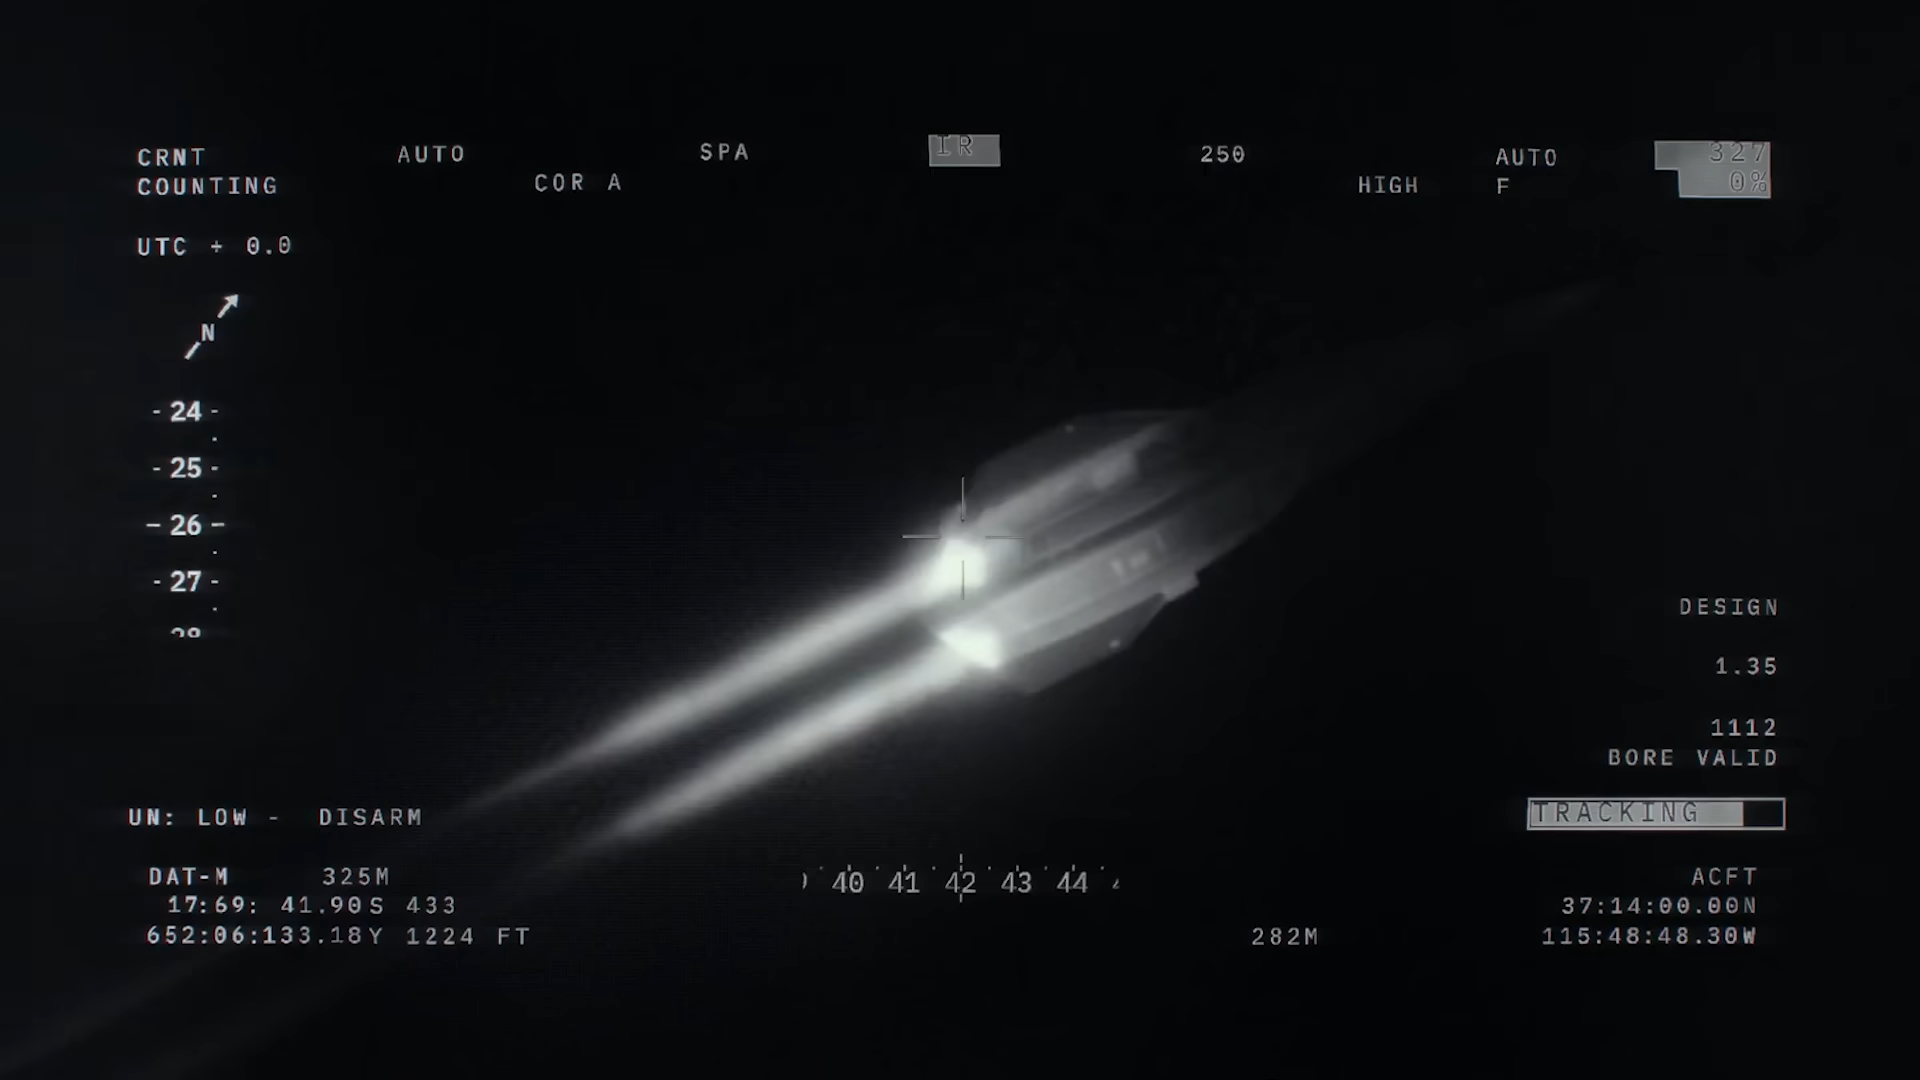 CRNT
COUNTING
AUTO
COR A
SPA
IR
250
HIGH
AUTO
F
327
0%
UTC + 0.0
N
-24-
-25-
-26-
-27-
DESIGN
1.35
1112
BORE VALID
TRACKING
UN: LOW - DISARM
DAT-M 325M
17:69: 41.90S 433
652:06:133.18Y 1224 FT
40 41 42 43 44
282M
ACFT
37:14:00.00N
115:48:48.30W